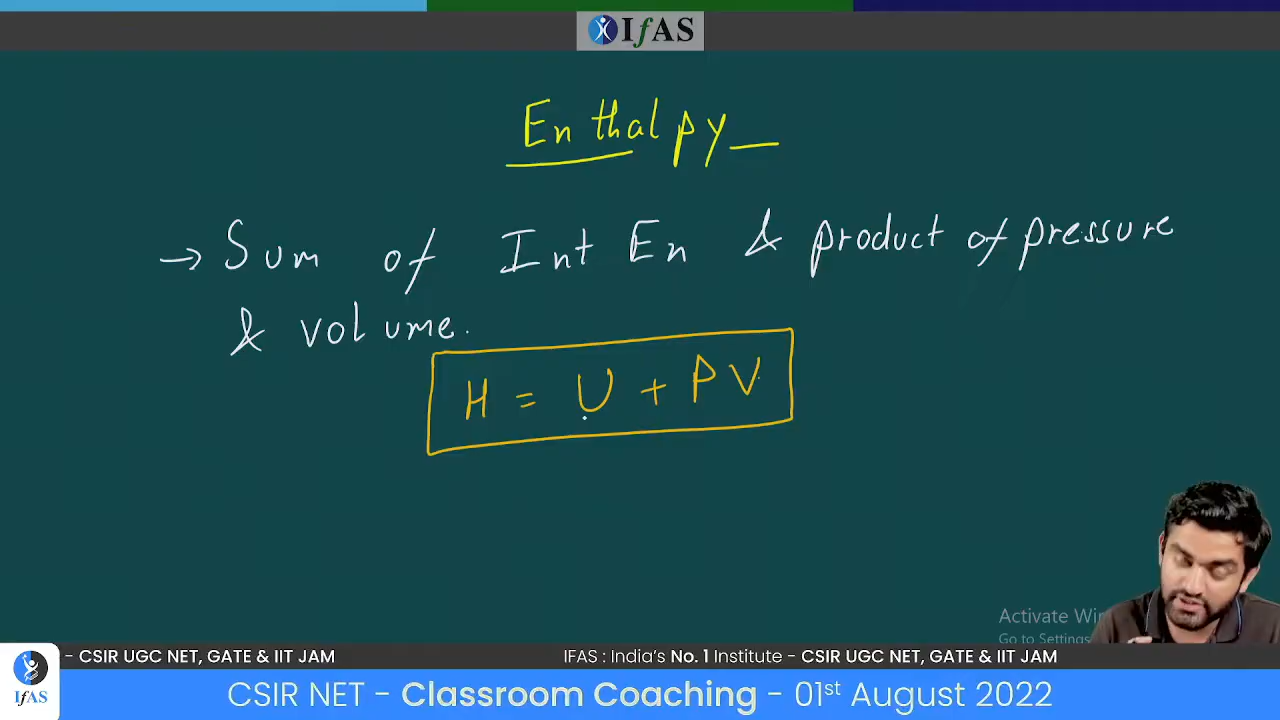 IfAS
Enthalpy
→ Sum of Int En & product of pressure
& volume.
H = U + PV
Activate Win
Go to Settings
- CSIR UGC NET, GATE & IIT JAM
IFAS : India's No. 1 Institute - CSIR UGC NET, GATE & IIT JAM
IfAS
CSIR NET - Classroom Coaching - 01st August 2022